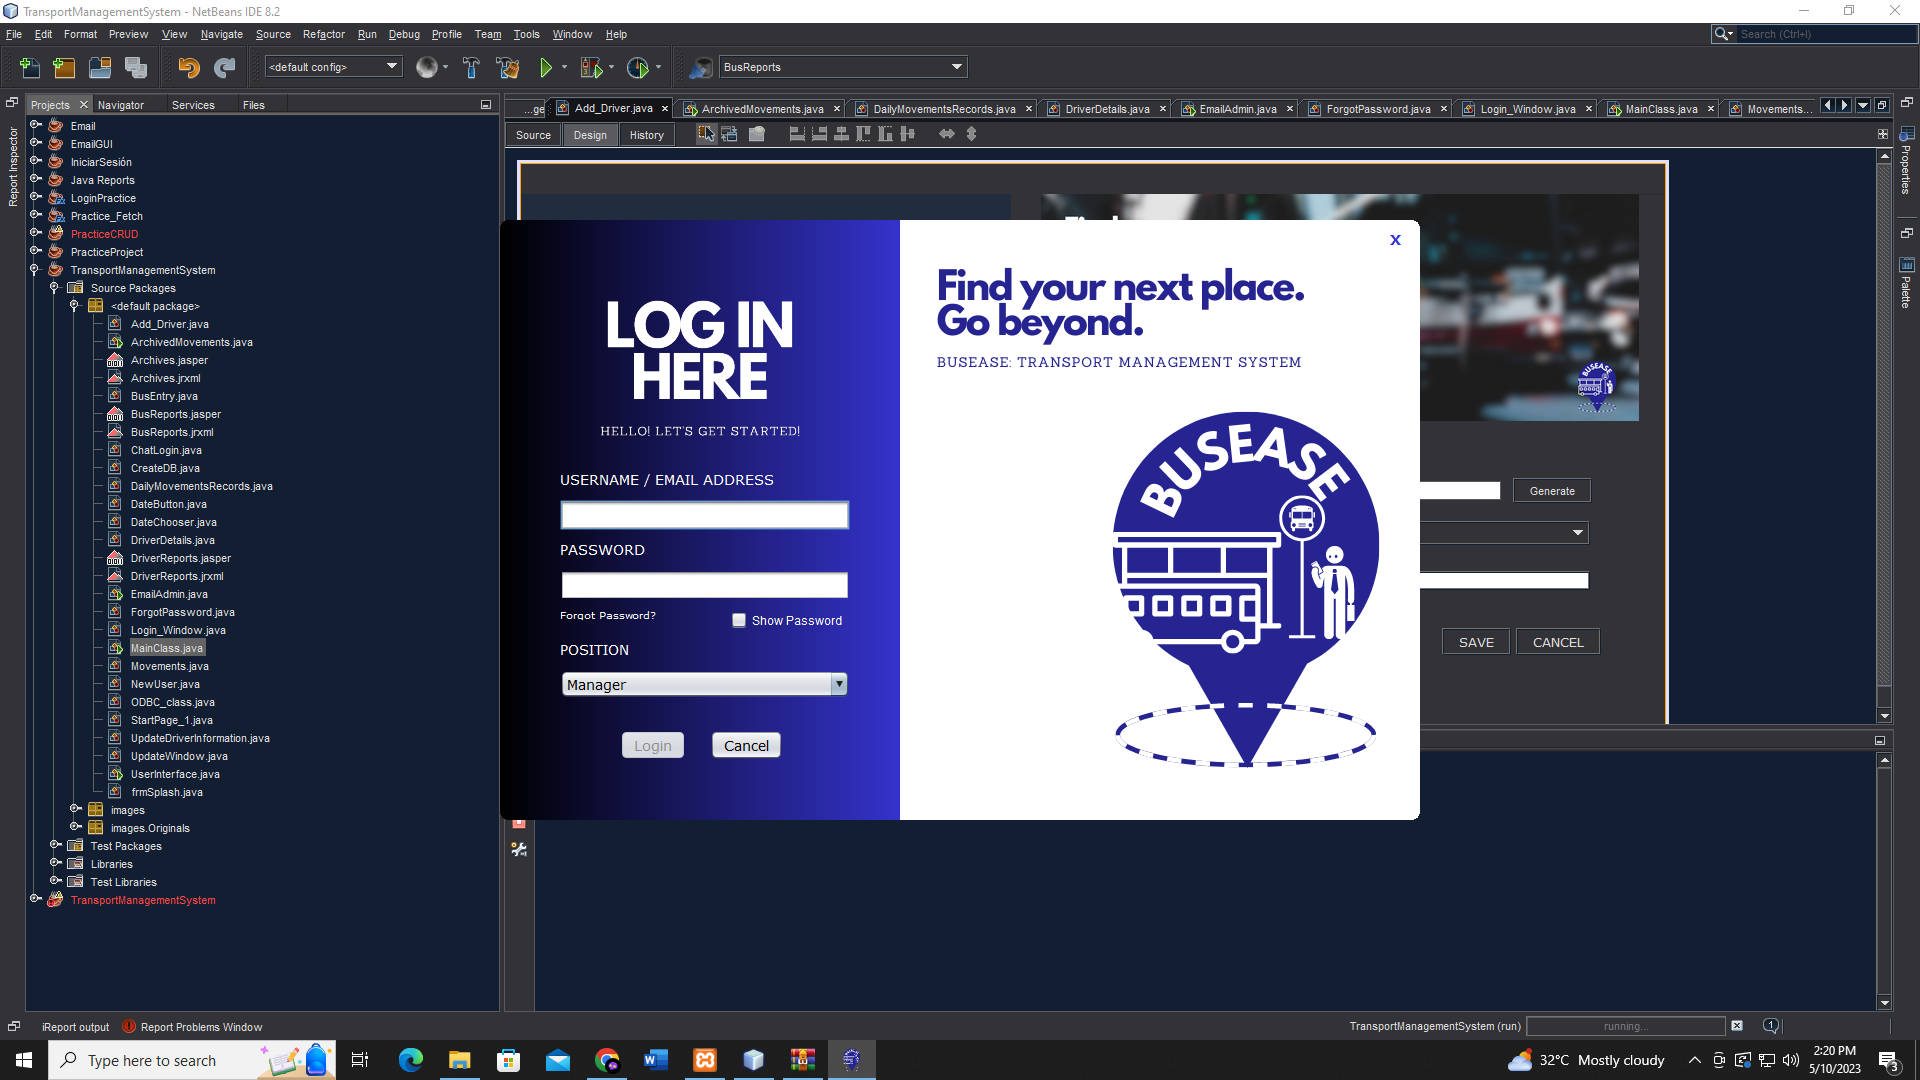 TransportManagementSystem - NetBeans IDE 8.2
File Edit Format Preview View Navigate Source Refactor Run Debug Profile Team Tools Window Help
Search (Ctrl+I)
<default config>
BusReports
Projects Navigator Services Files
...ge Add_Driver.java ArchivedMovements.java DailyMovementsRecords.java DriverDetails.java EmailAdmin.java ForgotPassword.java Login_Window.java MainClass.java Movements...
Source Design History
Report Inspector
Properties
Palette
Email
EmailGUI
IniciarSesión
Java Reports
LoginPractice
Practice_Fetch
PracticeCRUD
PracticeProject
TransportManagementSystem
Source Packages
<default package>
Add_Driver.java
ArchivedMovements.java
Archives.jasper
Archives.jrxml
BusEntry.java
BusReports.jasper
BusReports.jrxml
ChatLogin.java
CreateDB.java
DailyMovementsRecords.java
DateButton.java
DateChooser.java
DriverDetails.java
DriverReports.jasper
DriverReports.jrxml
EmailAdmin.java
ForgotPassword.java
Login_Window.java
MainClass.java
Movements.java
NewUser.java
ODBC_class.java
StartPage_1.java
UpdateDriverInformation.java
UpdateWindow.java
UserInterface.java
frmSplash.java
images
images.Originals
Test Packages
Libraries
Test Libraries
TransportManagementSystem
LOG IN
HERE
HELLO! LET'S GET STARTED!
USERNAME / EMAIL ADDRESS
PASSWORD
Forgot Password?
Show Password
POSITION
Manager
Login Cancel
X
Find your next place.
Go beyond.
BUSEASE: TRANSPORT MANAGEMENT SYSTEM
BUSEASE
BUSEASE
Generate
SAVE CANCEL
iReport output Report Problems Window
TransportManagementSystem (run) running...
1
Type here to search
32°C Mostly cloudy
2:20 PM
5/10/2023
3